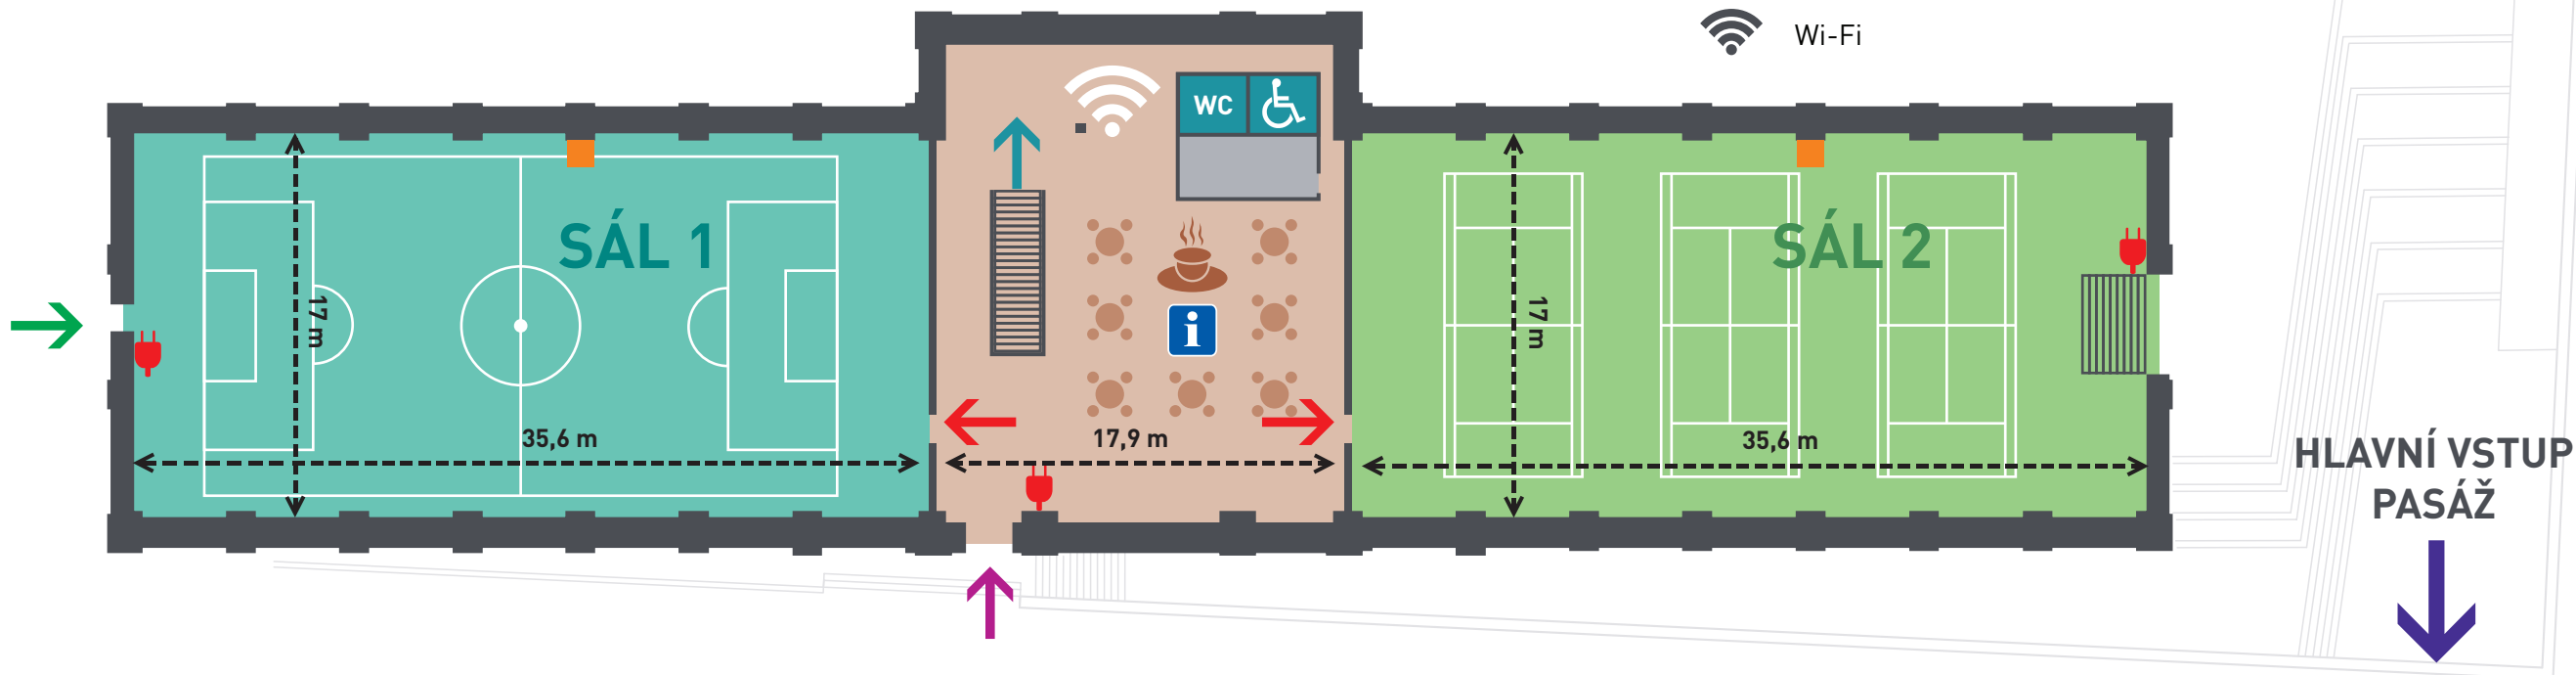 Wi-Fi
WC
SÁL 1
SÁL 2
17 m
i
17 m
35,6 m
17,9 m
35,6 m
HLAVNÍ VSTUP
PASÁŽ